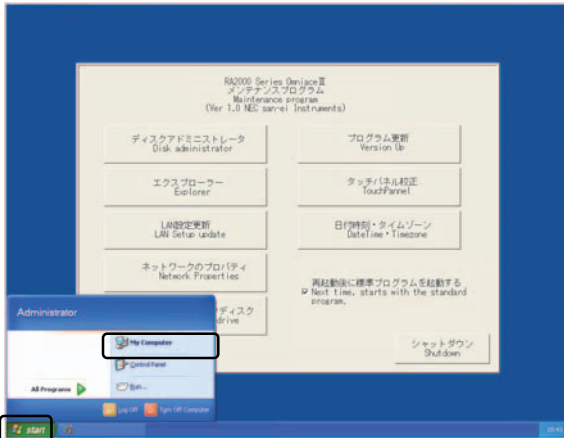 RA2000 Series OmniaceⅡ
メンテナンスプログラム
Maintenance program
(Ver 1.0 NEC san-ei Instruments)
ディスクアドミニストレータ
Disk administrator
プログラム更新
Version Up
エクスプローラー
Explorer
タッチパネル校正
TouchPannel
LAN設定更新
LAN Setup update
日付時刻・タイムゾーン
DateTime・Timezone
ネットワークのプロパティ
Network Properties
再起動後に標準プログラムを起動する
Next time, starts with the standard
program.
ディスク
drive
シャットダウン
Shutdown
Administrator
My Computer
Control Panel
Run...
All Programs
Log Off
Turn Off Computer
start